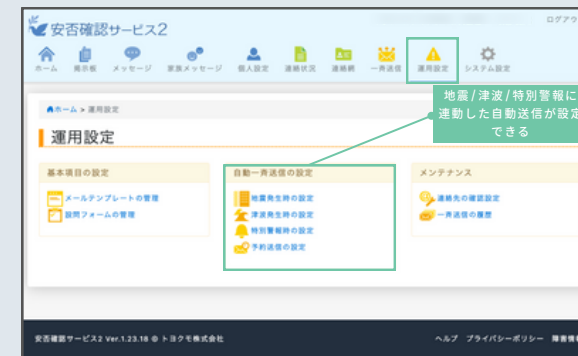 安否確認サービス2
ログアウ
ホーム 掲示板 メッセージ 家族メッセージ 個人設定 連絡状況 連絡網 一斉送信 運用設定 システム設定
地震/津波/特別警報に
連動した自動送信が設定
できる
ホーム > 運用設定
運用設定
基本項目の設定 自動一斉送信の設定 メンテナンス
メールテンプレートの管理 地震発生時の設定 連絡先の確認設定
設問フォームの管理 津波発生時の設定 一斉送信の履歴
特別警報時の設定
予約送信の設定
安否確認サービス2 Ver.1.23.18 © トヨクモ株式会社 ヘルプ プライバシーポリシー 障害情報